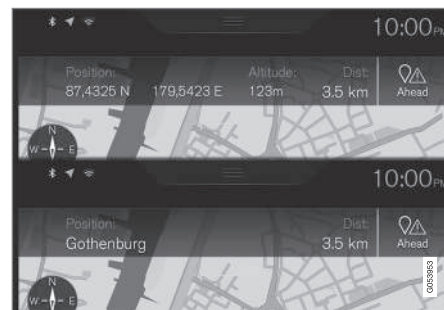 10:00PM
Position: Altitude: Dist:
87,4325 N 179,5423 E 123m 3.5 km Ahead
N
W E
10:00PM
Position: Dist:
Gothenburg 3.5 km Ahead
G053953
N
W E